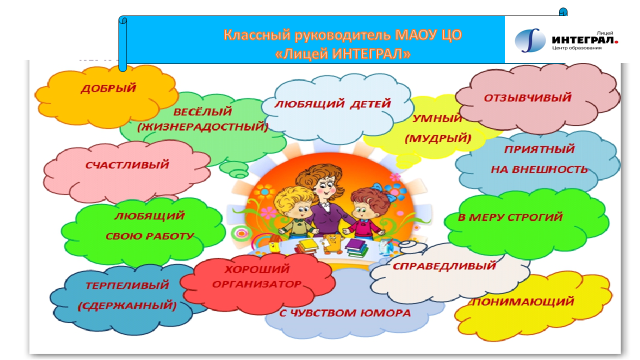 Классный руководитель МАОУ ЦО
«Лицей ИНТЕГРАЛ»
Лицей
ИНТЕГРАЛ
Центр образования
ДОБРЫЙ
ВЕСЁЛЫЙ
(ЖИЗНЕРАДОСТНЫЙ)
ЛЮБЯЩИЙ ДЕТЕЙ
УМНЫЙ
(МУДРЫЙ)
ОТЗЫВЧИВЫЙ
ПРИЯТНЫЙ
НА ВНЕШНОСТЬ
СЧАСТЛИВЫЙ
ЛЮБЯЩИЙ
СВОЮ РАБОТУ
В МЕРУ СТРОГИЙ
ТЕРПЕЛИВЫЙ
(СДЕРЖАННЫЙ)
ХОРОШИЙ
ОРГАНИЗАТОР
СПРАВЕДЛИВЫЙ
С ЧУВСТВОМ ЮМОРА
ПОНИМАЮЩИЙ